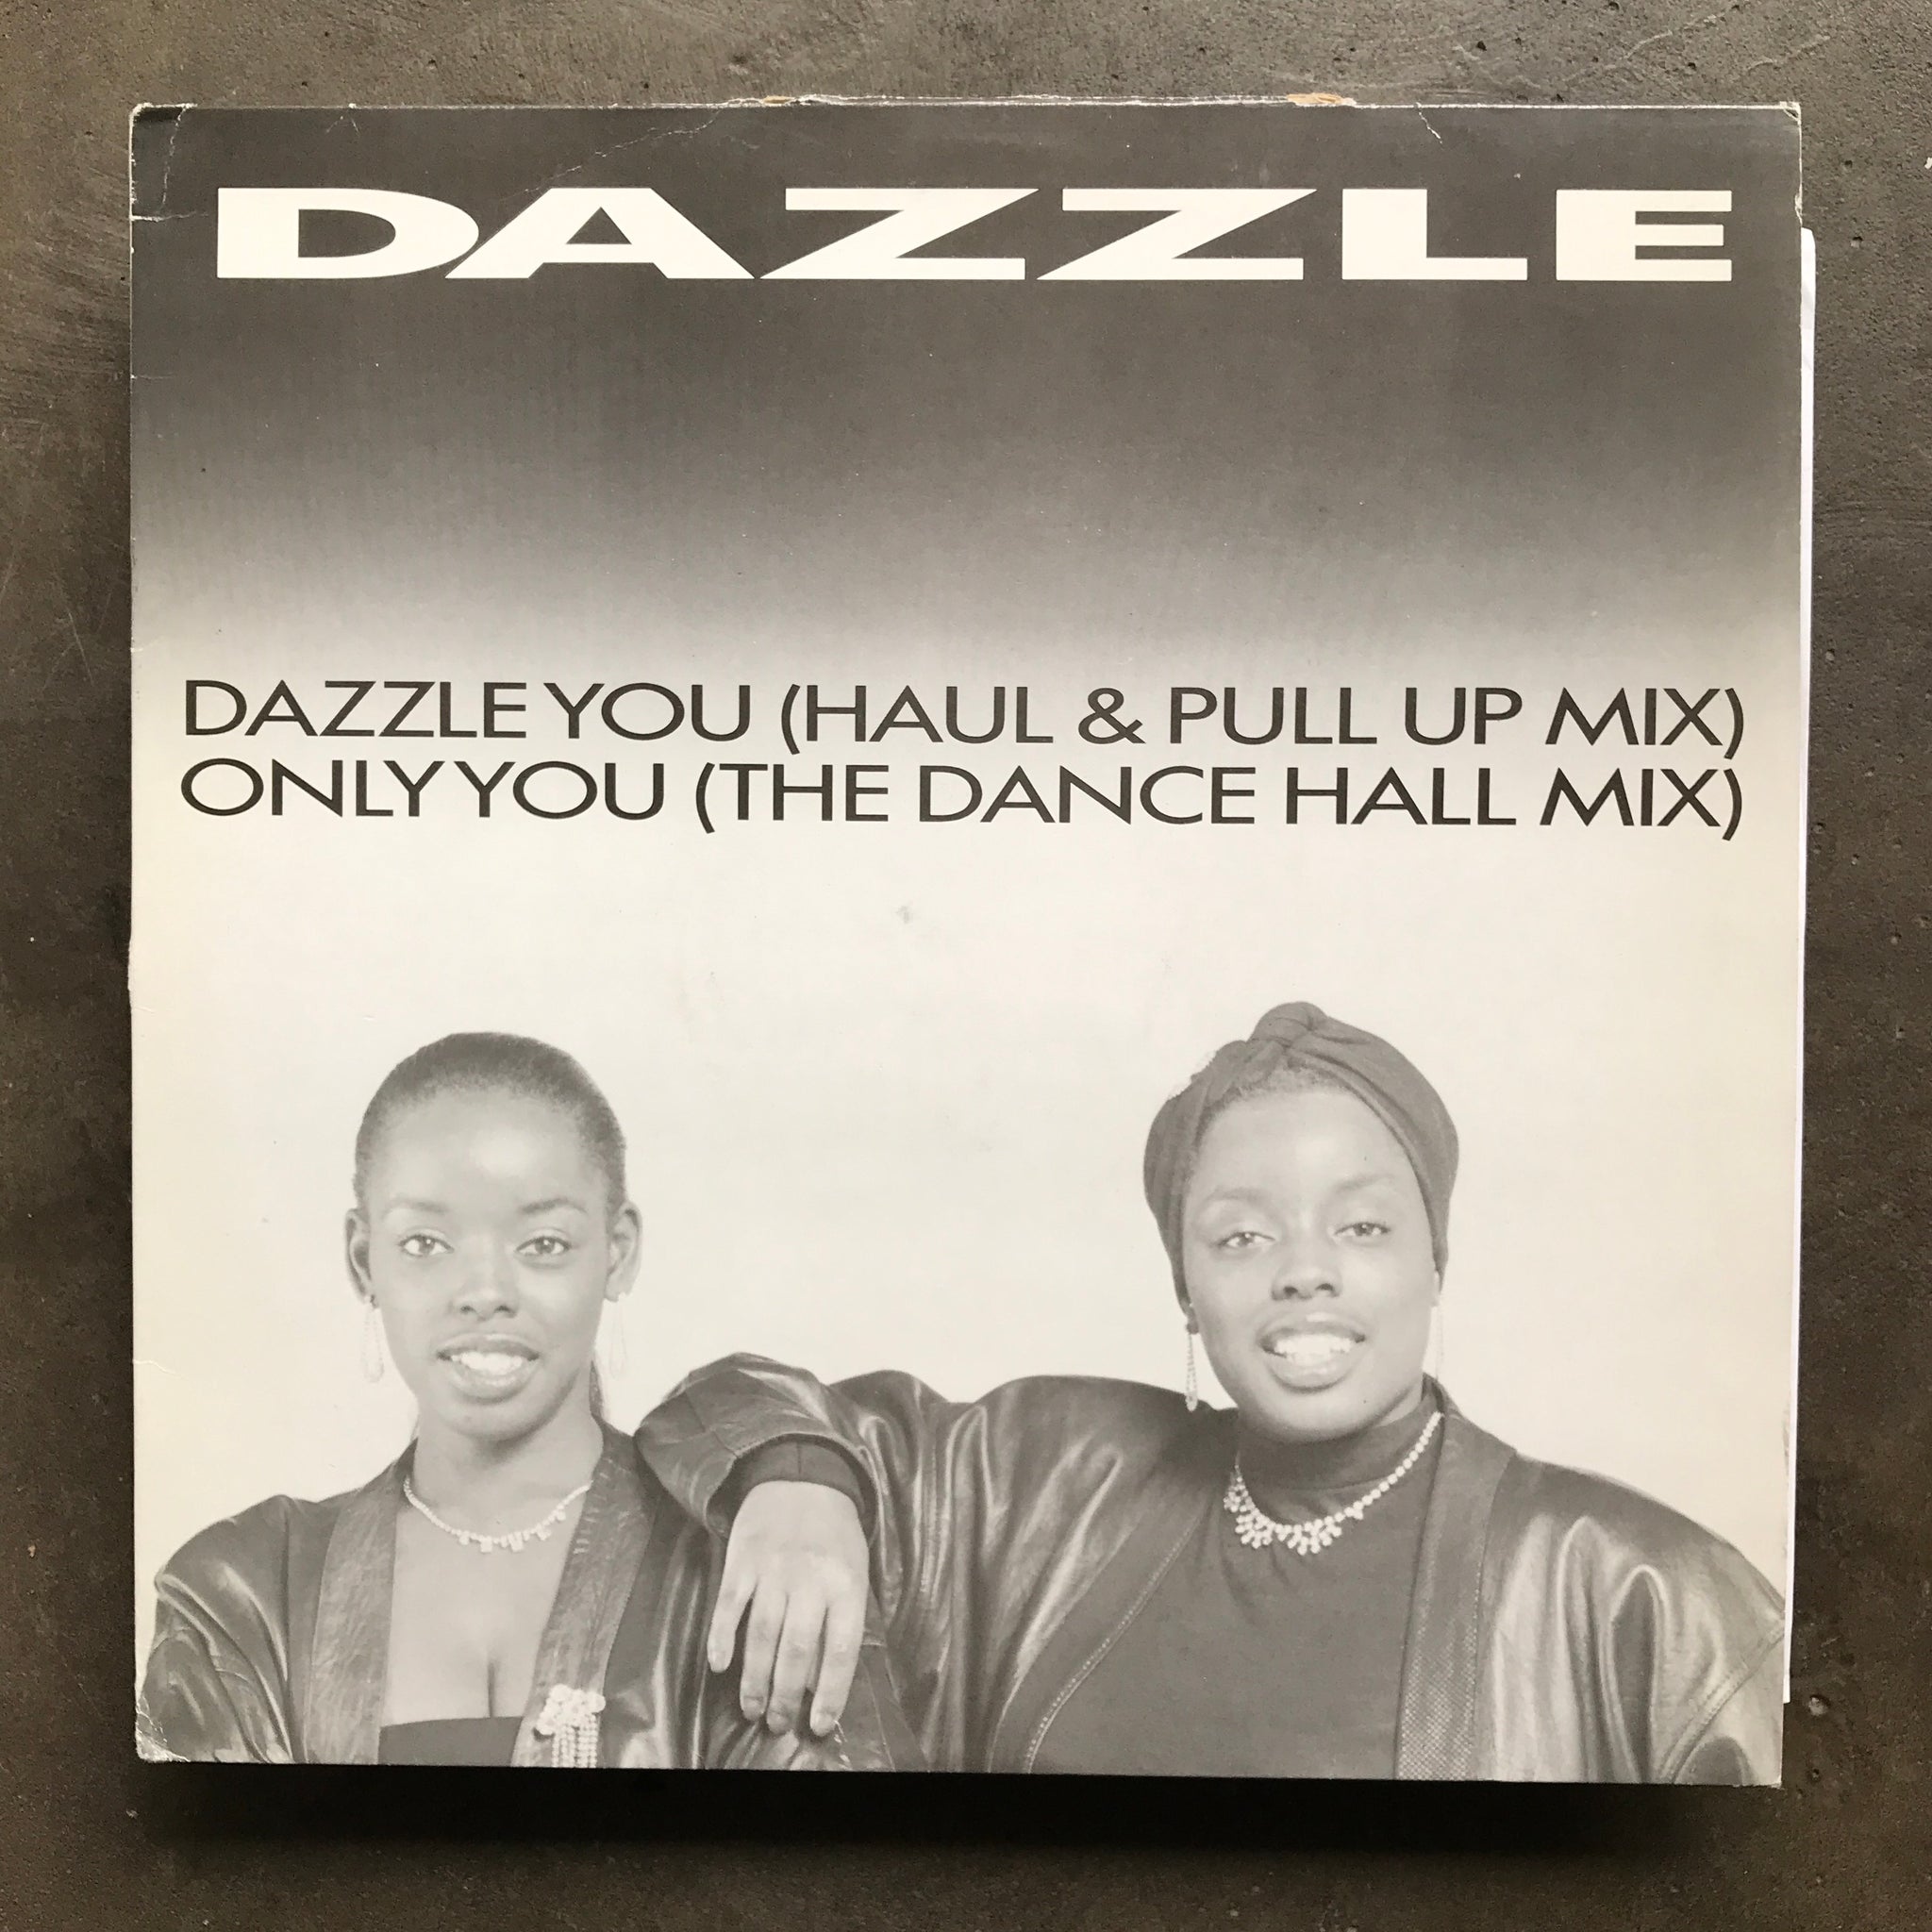 DAZZLE
DAZZLE YOU (HAUL & PULL UP MIX)
ONLY YOU (THE DANCE HALL MIX)